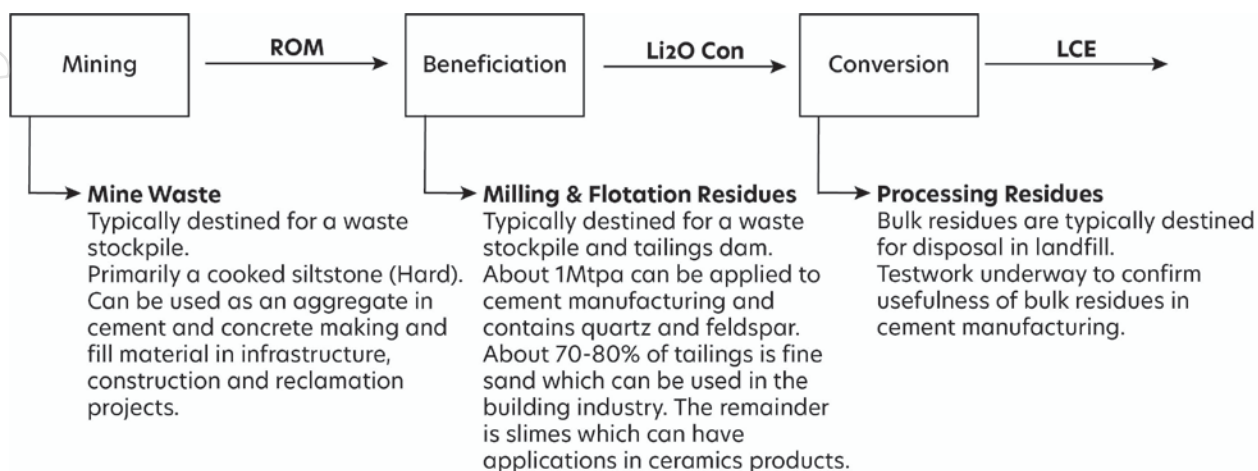 Mining
ROM
Beneficiation
Li2O Con
Conversion
LCE
Mine Waste
Typically destined for a waste
stockpile.
Primarily a cooked siltstone (Hard).
Can be used as an aggregate in
cement and concrete making and
fill material in infrastructure,
construction and reclamation
projects.
Milling & Flotation Residues
Typically destined for a waste
stockpile and tailings dam.
About 1Mtpa can be applied to
cement manufacturing and
contains quartz and feldspar.
About 70-80% of tailings is fine
sand which can be used in the
building industry. The remainder
is slimes which can have
applications in ceramics products.
Processing Residues
Bulk residues are typically destined
for disposal in landfill.
Testwork underway to confirm
usefulness of bulk residues in
cement manufacturing.